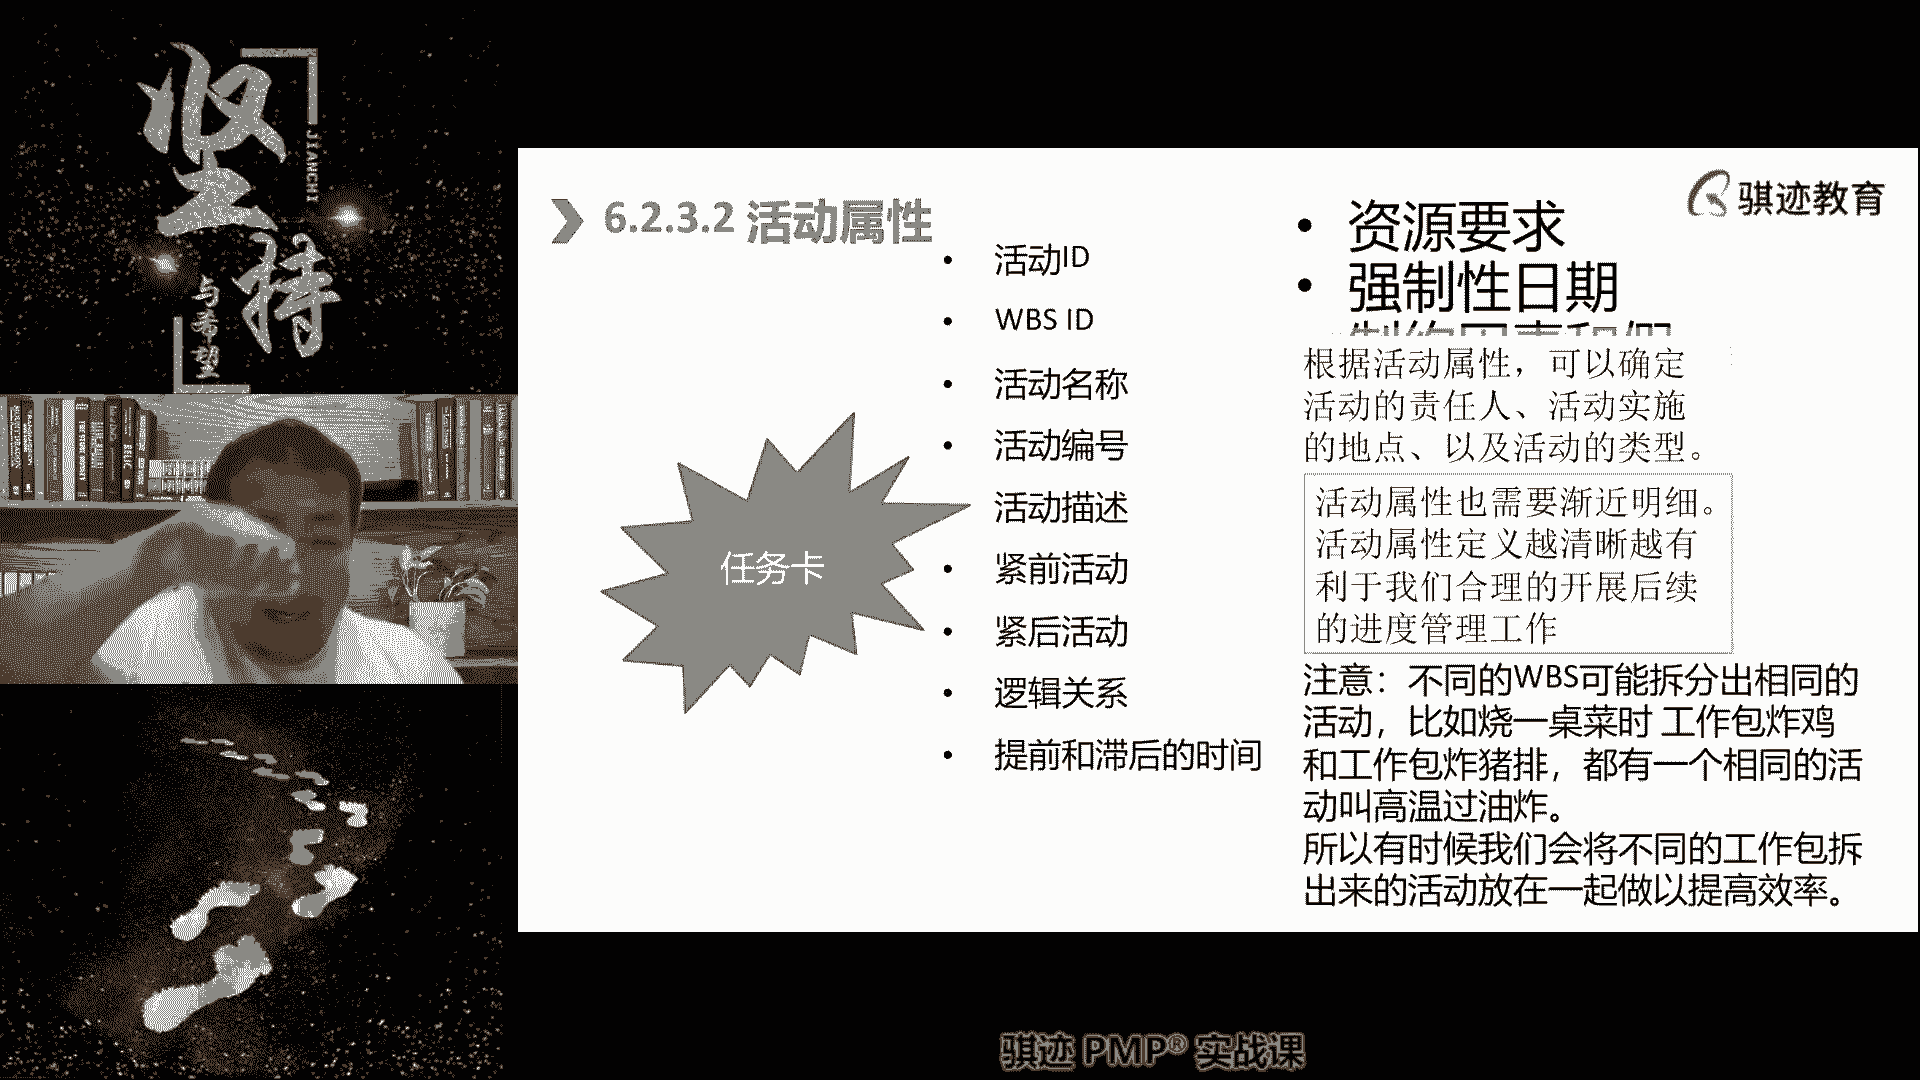 坚
持
JIANCHI
与希望
6.2.3.2 活动属性
骐迹教育
• 活动ID
• WBS ID
• 活动名称
• 活动编号
• 活动描述
• 紧前活动
• 紧后活动
• 逻辑关系
• 提前和滞后的时间
任务卡
• 资源要求
• 强制性日期
制约因素和假
根据活动属性，可以确定
活动的责任人、活动实施
的地点、以及活动的类型。
活动属性也需要渐近明细。
活动属性定义越清晰越有
利于我们合理的开展后续
的进度管理工作
注意：不同的WBS可能拆分出相同的
活动，比如烧一桌菜时 工作包炸鸡
和工作包炸猪排，都有一个相同的活
动叫高温过油炸。
所以有时候我们会将不同的工作包拆
出来的活动放在一起做以提高效率。
骐迹 PMP® 实战课